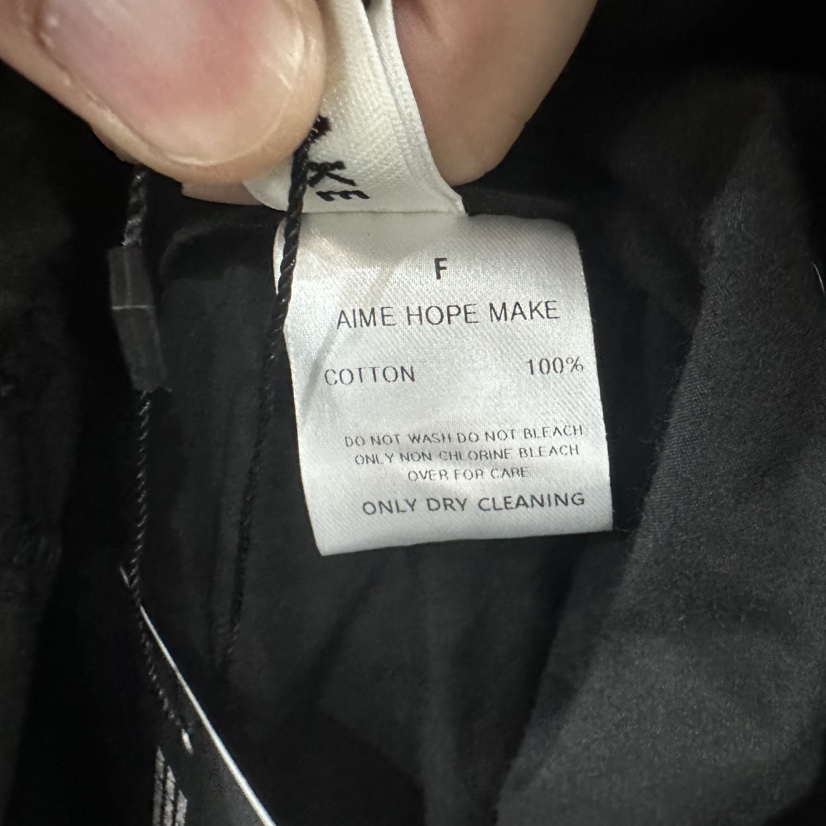 AKE
F
AIME HOPE MAKE
COTTON 100%
DO NOT WASH DO NOT BLEACH
ONLY NON CHLORINE BLEACH
OVER FOR CARE
ONLY DRY CLEANING